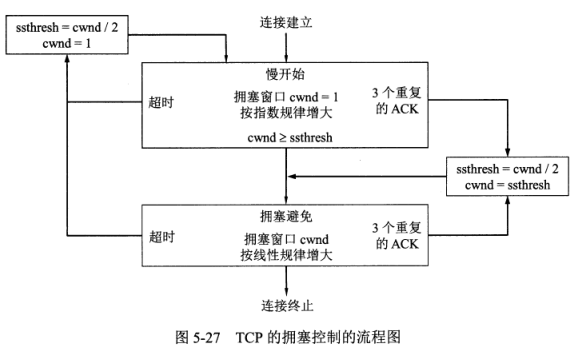 连接建立
ssthresh = cwnd / 2
cwnd = 1
慢开始
超时
拥塞窗口 cwnd = 1
按指数规律增大
3 个重复
的 ACK
cwnd ≥ ssthresh
ssthresh = cwnd / 2
cwnd = ssthresh
拥塞避免
超时
拥塞窗口 cwnd
按线性规律增大
3 个重复
的 ACK
连接终止
图 5-27 TCP 的拥塞控制的流程图